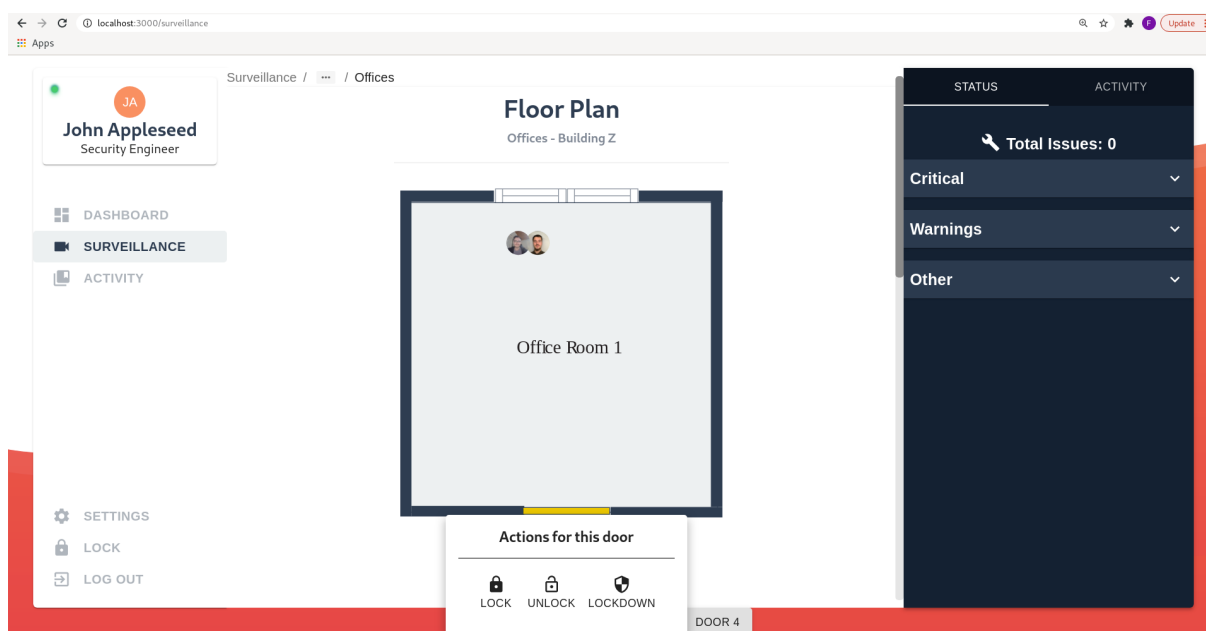 localhost:3000/surveillance
F
Update
Apps
JA
John Appleseed
Security Engineer
DASHBOARD
SURVEILLANCE
ACTIVITY
SETTINGS
LOCK
LOG OUT
Surveillance / ... / Offices
Floor Plan
Offices - Building Z
Office Room 1
Actions for this door
LOCK UNLOCK LOCKDOWN
DOOR 4
STATUS ACTIVITY
Total Issues: 0
Critical
Warnings
Other